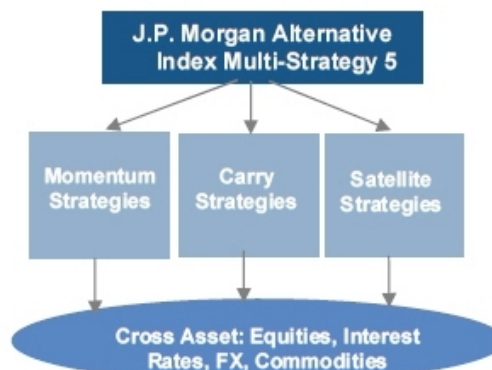 J.P. Morgan Alternative
Index Multi-Strategy 5
Momentum
Strategies
Carry
Strategies
Satellite
Strategies
Cross Asset: Equities, Interest
Rates, FX, Commodities